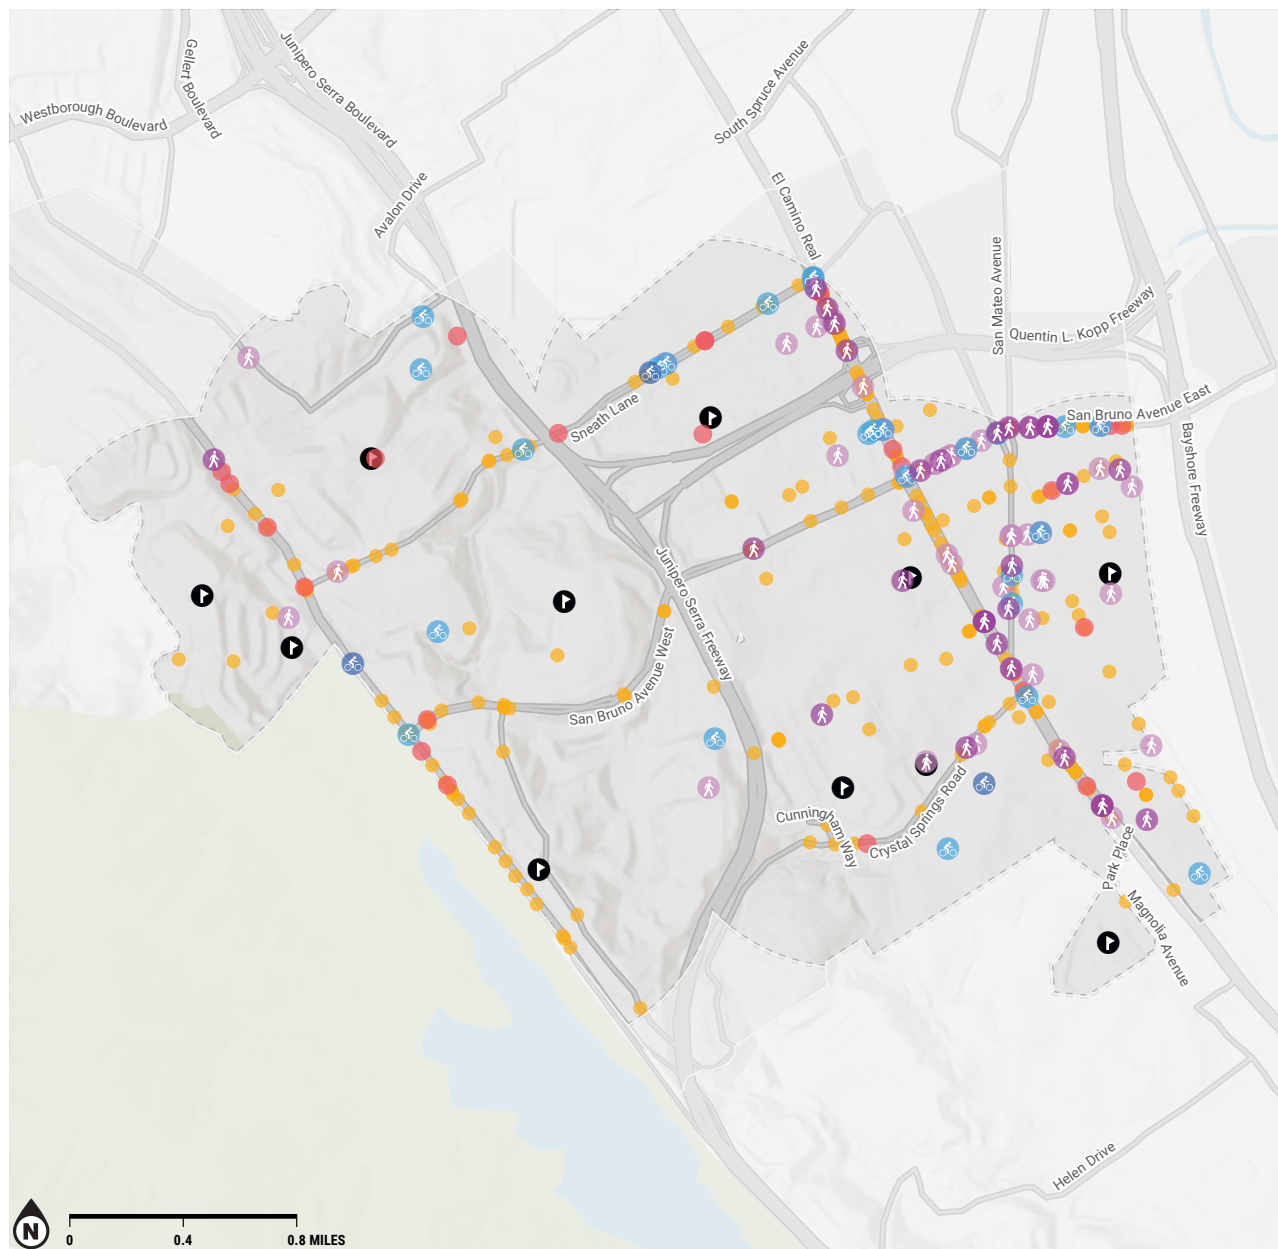 Gellert Boulevard
Junipero Serra Boulevard
South Spruce Avenue
Westborough Boulevard
Avalon Drive
El Camino Real
San Mateo Avenue
Quentin L. Kopp Freeway
San Bruno Avenue East
Sneath Lane
Bayshore Freeway
Junipero Serra Freeway
San Bruno Avenue West
Cunningham Way
Crystal Springs Road
Park Place
Magnolia Avenue
Helen Drive
N
0 0.4 0.8 MILES